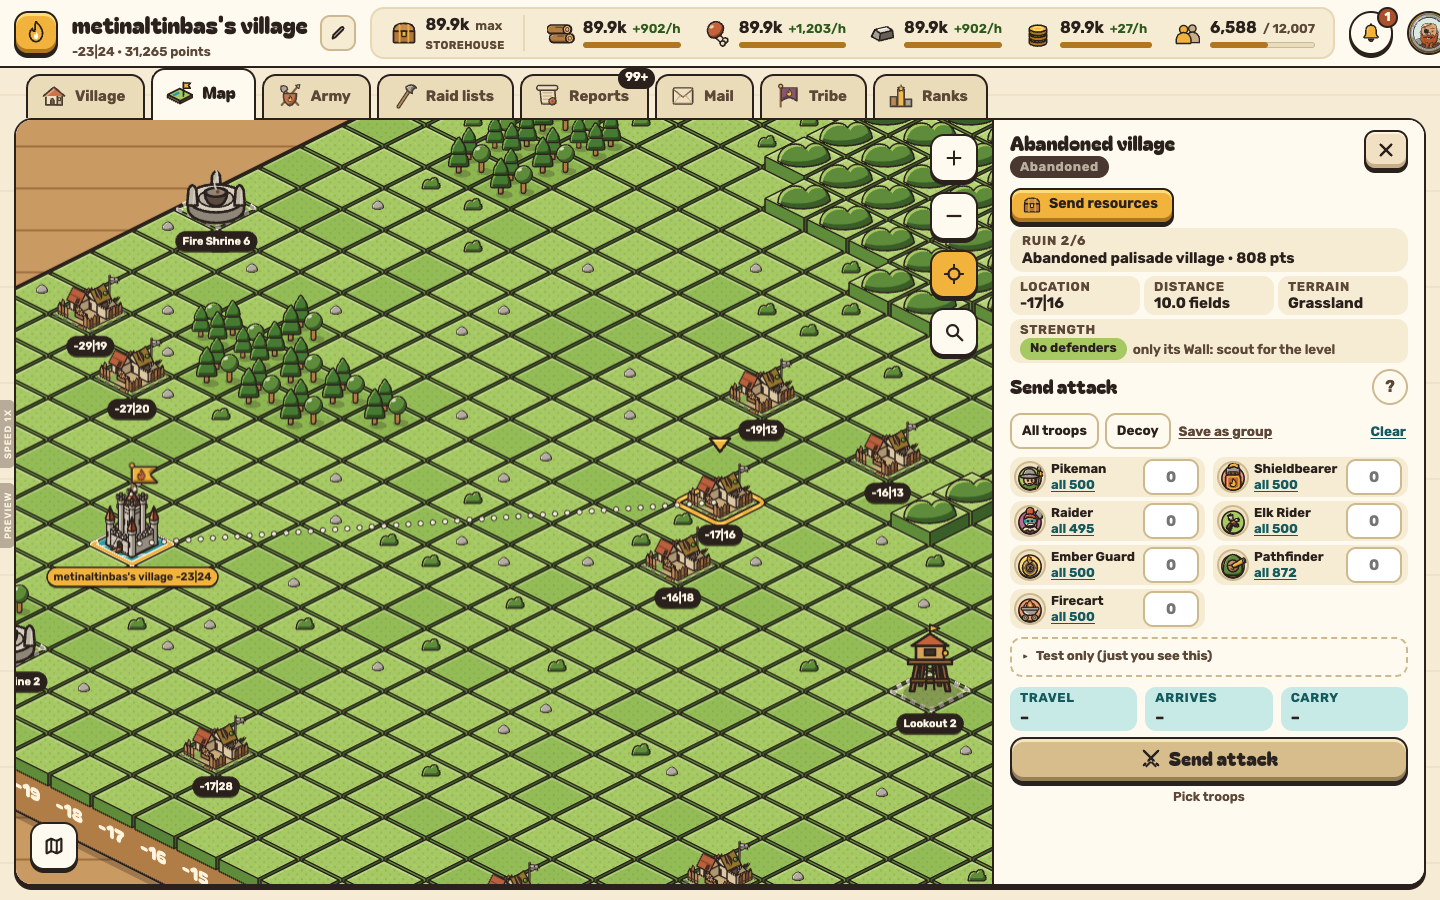 metinaltinbas's village
-23|24 • 31,265 points
89.9k max
STOREHOUSE
89.9k +902/h
89.9k +1,203/h
89.9k +902/h
89.9k +27/h
6,588 / 12,007
1
Village
Map
Army
Raid lists
Reports
99+
Mail
Tribe
Ranks
Fire Shrine 6
-29|19
-27|20
-19|13
-16|13
-17|16
metinaltinbas's village -23|24
-16|18
ine 2
Lookout 2
-17|28
-19
-18
-17
-16
-15
SPEED 1X
PREVIEW
Abandoned village
Abandoned
Send resources
RUIN 2/6
Abandoned palisade village • 808 pts
LOCATION
-17|16
DISTANCE
10.0 fields
TERRAIN
Grassland
STRENGTH
No defenders only its Wall: scout for the level
Send attack
?
All troops
Decoy
Save as group
Clear
Pikeman
all 500
0
Shieldbearer
all 500
0
Raider
all 495
0
Elk Rider
all 500
0
Ember Guard
all 500
0
Pathfinder
all 872
0
Firecart
all 500
0
Test only (just you see this)
TRAVEL
–
ARRIVES
–
CARRY
–
Send attack
Pick troops